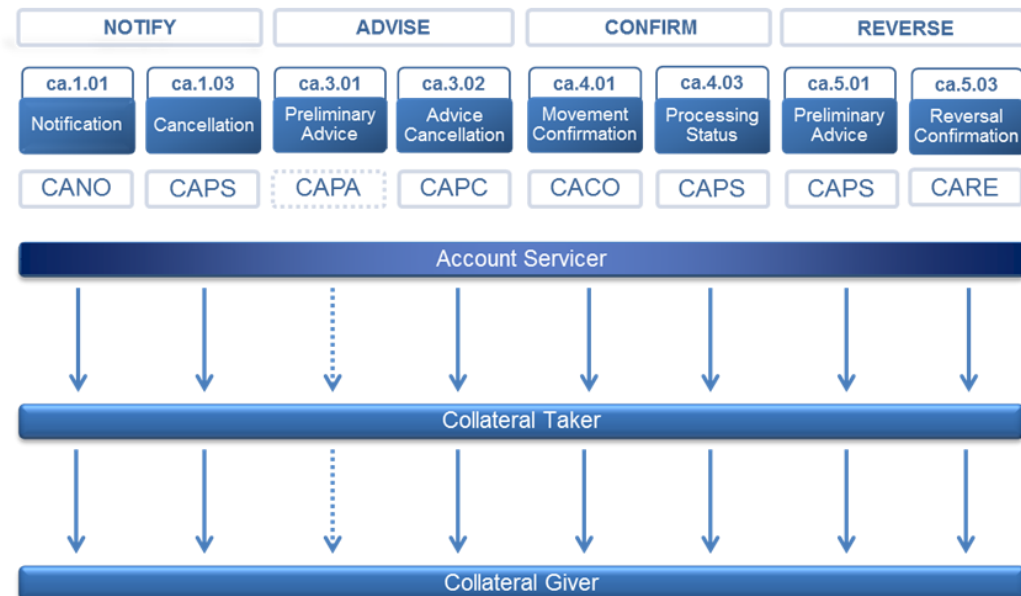 NOTIFY ADVISE CONFIRM REVERSE
ca.1.01 ca.1.03 ca.3.01 ca.3.02 ca.4.01 ca.4.03 ca.5.01 ca.5.03
Notification Cancellation Preliminary Advice Advice Cancellation Movement Confirmation Processing Status Preliminary Advice Reversal Confirmation
CANO CAPS CAPA CAPC CACO CAPS CAPS CARE
Account Servicer
Collateral Taker
Collateral Giver